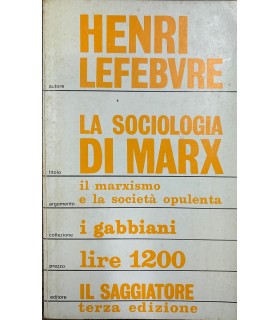 HENRI
LEFEBVRE
autore
LA SOCIOLOGIA
DI MARX
titolo
il marxismo
e la società opulenta
argomento
i gabbiani
collezione
lire 1200
prezzo
IL SAGGIATORE
editore
terza edizione